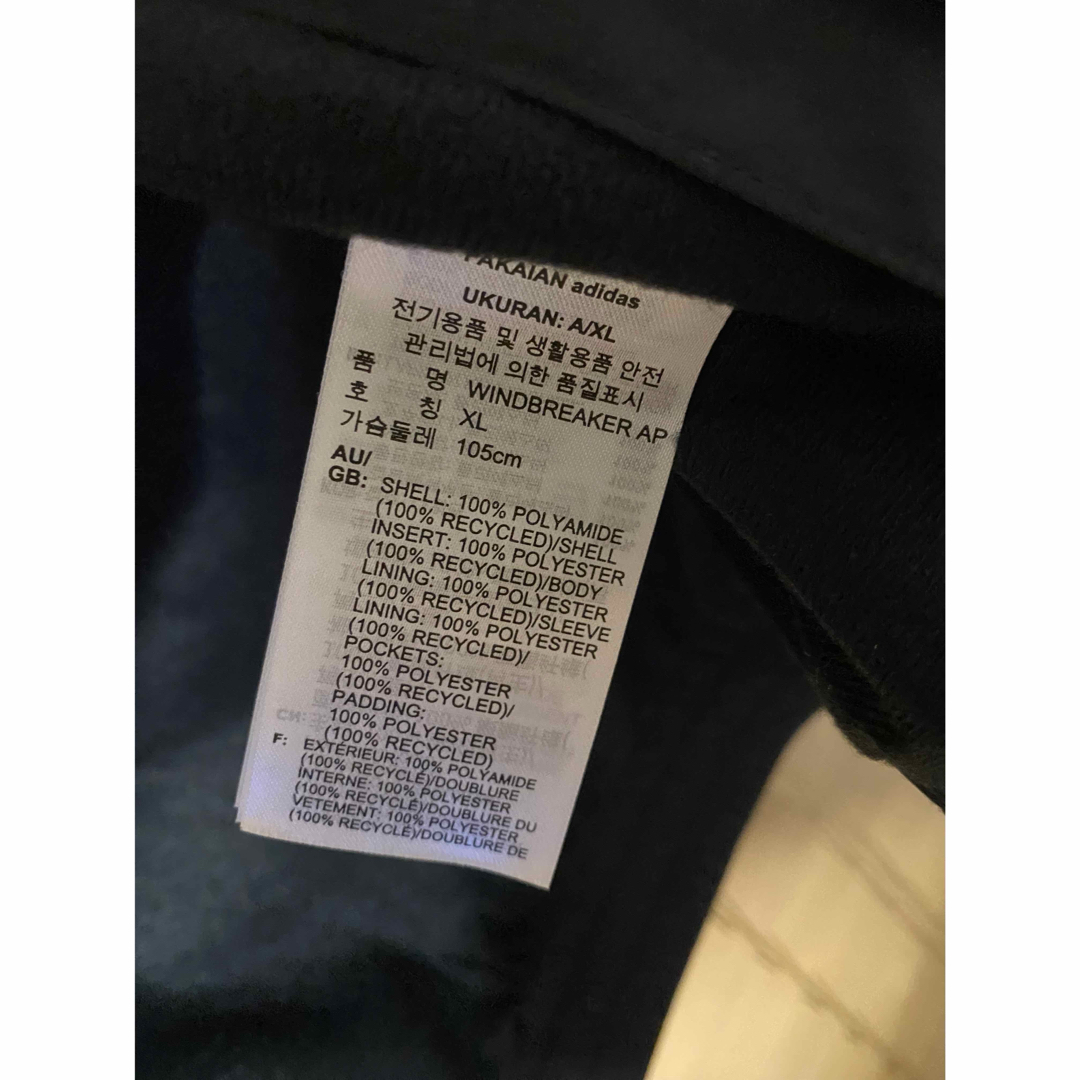 PAKAIAN adidas
UKURAN: A/XL
전기용품 및 생활용품 안전
관리법에 의한 품질표시
품 명 WINDBREAKER AP
호 칭 XL
가슴둘레 105cm
AU/
GB: SHELL: 100% POLYAMIDE
(100% RECYCLED)/SHELL
INSERT: 100% POLYESTER
(100% RECYCLED)/BODY
LINING: 100% POLYESTER
(100% RECYCLED)/SLEEVE
LINING: 100% POLYESTER
(100% RECYCLED)/
POCKETS:
100% POLYESTER
(100% RECYCLED)/
PADDING:
100% POLYESTER
(100% RECYCLED)
F: EXTÉRIEUR: 100% POLYAMIDE
(100% RECYCLÉ)/DOUBLURE
INTERNE: 100% POLYESTER
(100% RECYCLÉ)/DOUBLURE DU
VETEMENT: 100% POLYESTER
(100% RECYCLÉ)/DOUBLURE DE